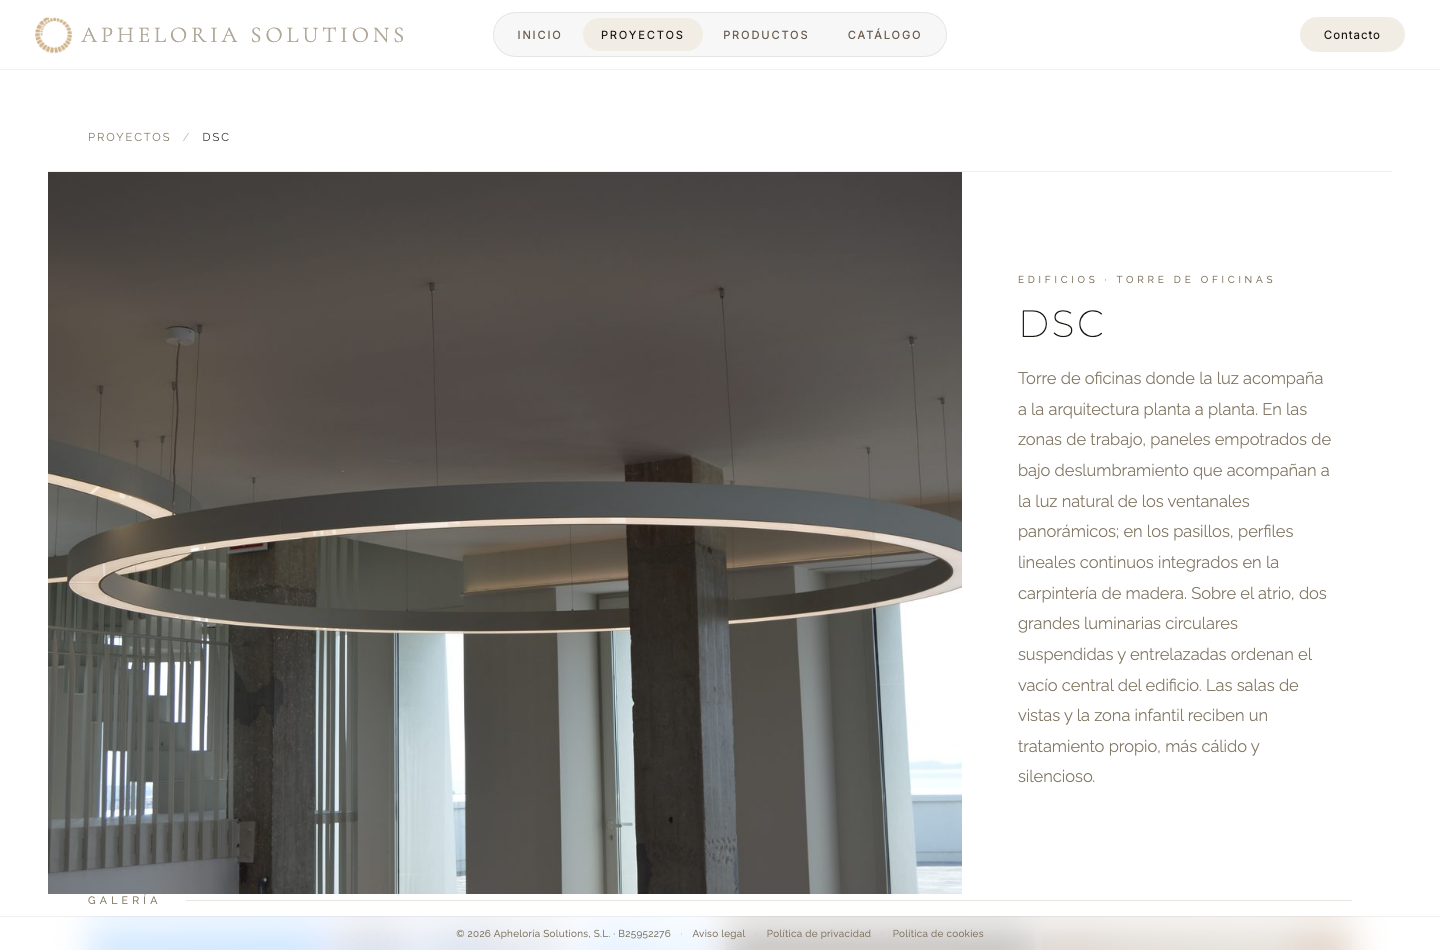 APHELORIA SOLUTIONS
INICIO
PROYECTOS
PRODUCTOS
CATÁLOGO
Contacto
PROYECTOS / DSC
EDIFICIOS · TORRE DE OFICINAS
DSC
Torre de oficinas donde la luz acompaña
a la arquitectura planta a planta. En las
zonas de trabajo, paneles empotrados de
bajo deslumbramiento que acompañan a
la luz natural de los ventanales
panorámicos; en los pasillos, perfiles
lineales continuos integrados en la
carpintería de madera. Sobre el atrio, dos
grandes luminarias circulares
suspendidas y entrelazadas ordenan el
vacío central del edificio. Las salas de
vistas y la zona infantil reciben un
tratamiento propio, más cálido y
silencioso.
GALERÍA
© 2026 Apheloria Solutions, S.L. · B25952276 · Aviso legal Política de privacidad Política de cookies